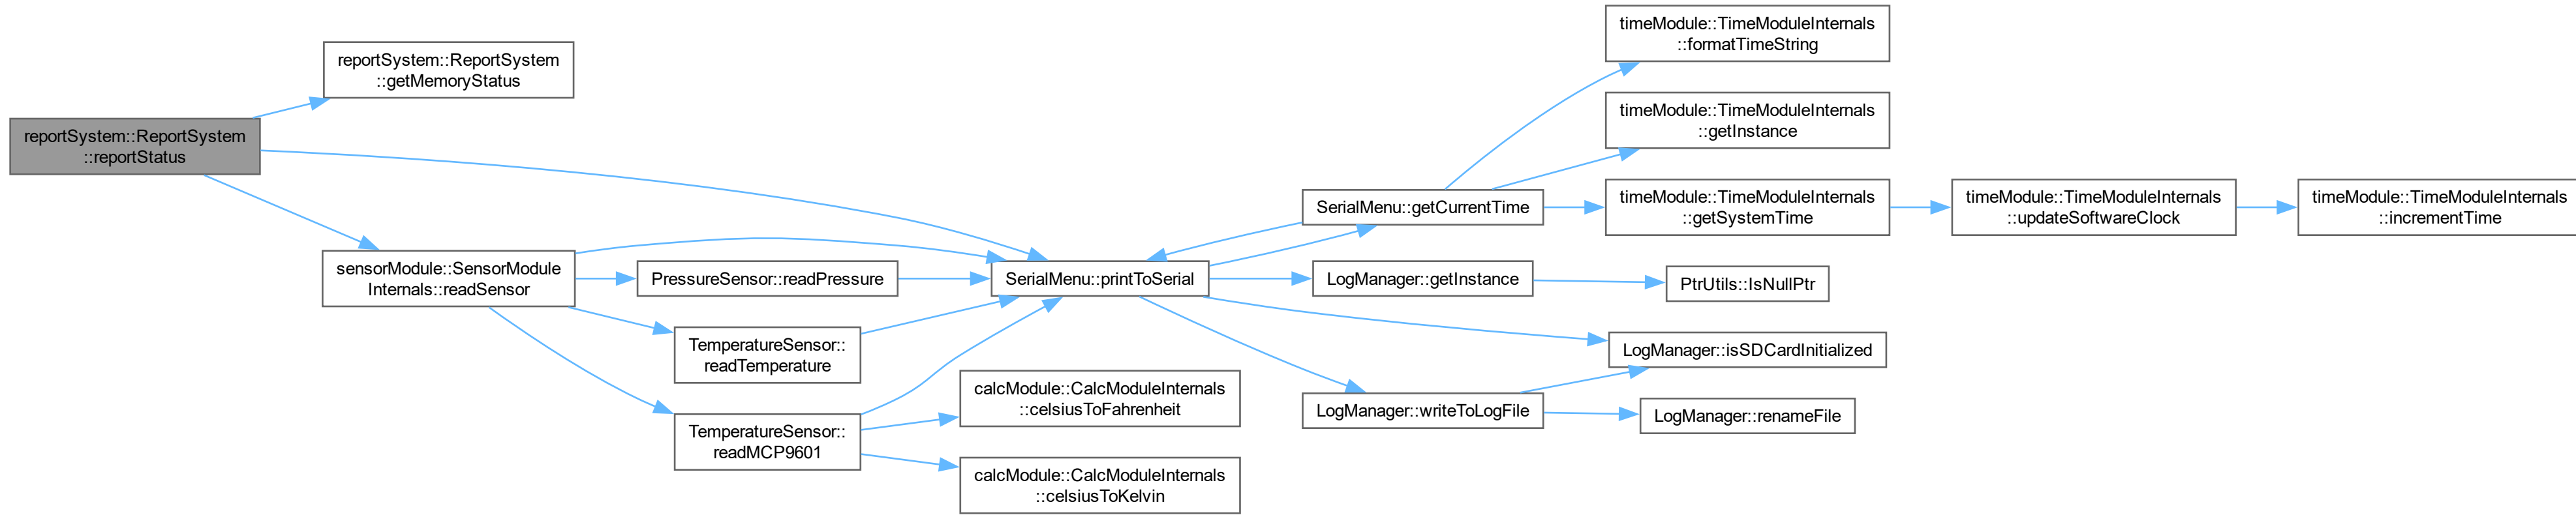 reportSystem::ReportSystem
::reportStatus
reportSystem::ReportSystem
::getMemoryStatus
sensorModule::SensorModule
Internals::readSensor
PressureSensor::readPressure
TemperatureSensor::
readTemperature
TemperatureSensor::
readMCP9601
SerialMenu::printToSerial
calcModule::CalcModuleInternals
::celsiusToFahrenheit
calcModule::CalcModuleInternals
::celsiusToKelvin
SerialMenu::getCurrentTime
LogManager::getInstance
LogManager::writeToLogFile
timeModule::TimeModuleInternals
::formatTimeString
timeModule::TimeModuleInternals
::getInstance
timeModule::TimeModuleInternals
::getSystemTime
PtrUtils::IsNullPtr
LogManager::isSDCardInitialized
LogManager::renameFile
timeModule::TimeModuleInternals
::updateSoftwareClock
timeModule::TimeModuleInternals
::incrementTime